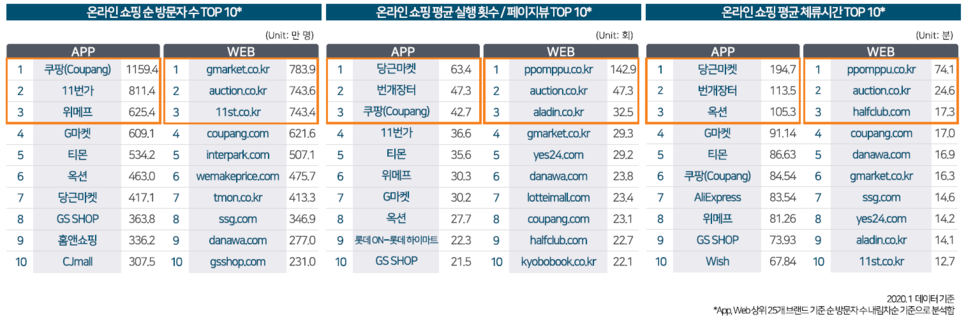 온라인 쇼핑 순 방문자 수 TOP 10*
(Unit: 만 명)
APP WEB
1 쿠팡(Coupang) 1159.4 1 gmarket.co.kr 783.9
2 11번가 811.4 2 auction.co.kr 743.6
3 위메프 625.4 3 11st.co.kr 743.4
4 G마켓 609.1 4 coupang.com 621.6
5 티몬 534.2 5 interpark.com 507.1
6 옥션 463.0 6 wemakeprice.com 475.7
7 당근마켓 417.1 7 tmon.co.kr 413.3
8 GS SHOP 363.8 8 ssg.com 346.9
9 홈앤쇼핑 336.2 9 danawa.com 277.0
10 CJmall 307.5 10 gsshop.com 231.0
온라인 쇼핑 평균 실행 횟수 / 페이지뷰 TOP 10*
(Unit: 회)
APP WEB
1 당근마켓 63.4 1 ppomppu.co.kr 142.9
2 번개장터 47.3 2 auction.co.kr 47.3
3 쿠팡(Coupang) 42.7 3 aladin.co.kr 32.5
4 11번가 36.6 4 gmarket.co.kr 29.3
5 티몬 35.6 5 yes24.com 29.2
6 위메프 30.3 6 danawa.com 23.8
7 G마켓 30.2 7 lotteimall.com 23.4
8 옥션 27.7 8 coupang.com 23.1
9 롯데 ON-롯데 하이마트 22.3 9 halfclub.com 22.7
10 GS SHOP 21.5 10 kyobobook.co.kr 22.1
온라인 쇼핑 평균 체류시간 TOP 10*
(Unit: 분)
APP WEB
1 당근마켓 194.7 1 ppomppu.co.kr 74.1
2 번개장터 113.5 2 auction.co.kr 24.6
3 옥션 105.3 3 halfclub.com 17.3
4 G마켓 91.14 4 coupang.com 17.0
5 티몬 86.63 5 danawa.com 16.9
6 쿠팡(Coupang) 84.54 6 gmarket.co.kr 16.3
7 AliExpress 83.54 7 ssg.com 14.6
8 위메프 81.26 8 yes24.com 14.2
9 GS SHOP 73.93 9 aladin.co.kr 14.1
10 Wish 67.84 10 11st.co.kr 12.7
2020.1 데이터 기준
*App, Web 상위 25개 브랜드 기준 순 방문자 수 내림차순 기준으로 분석함